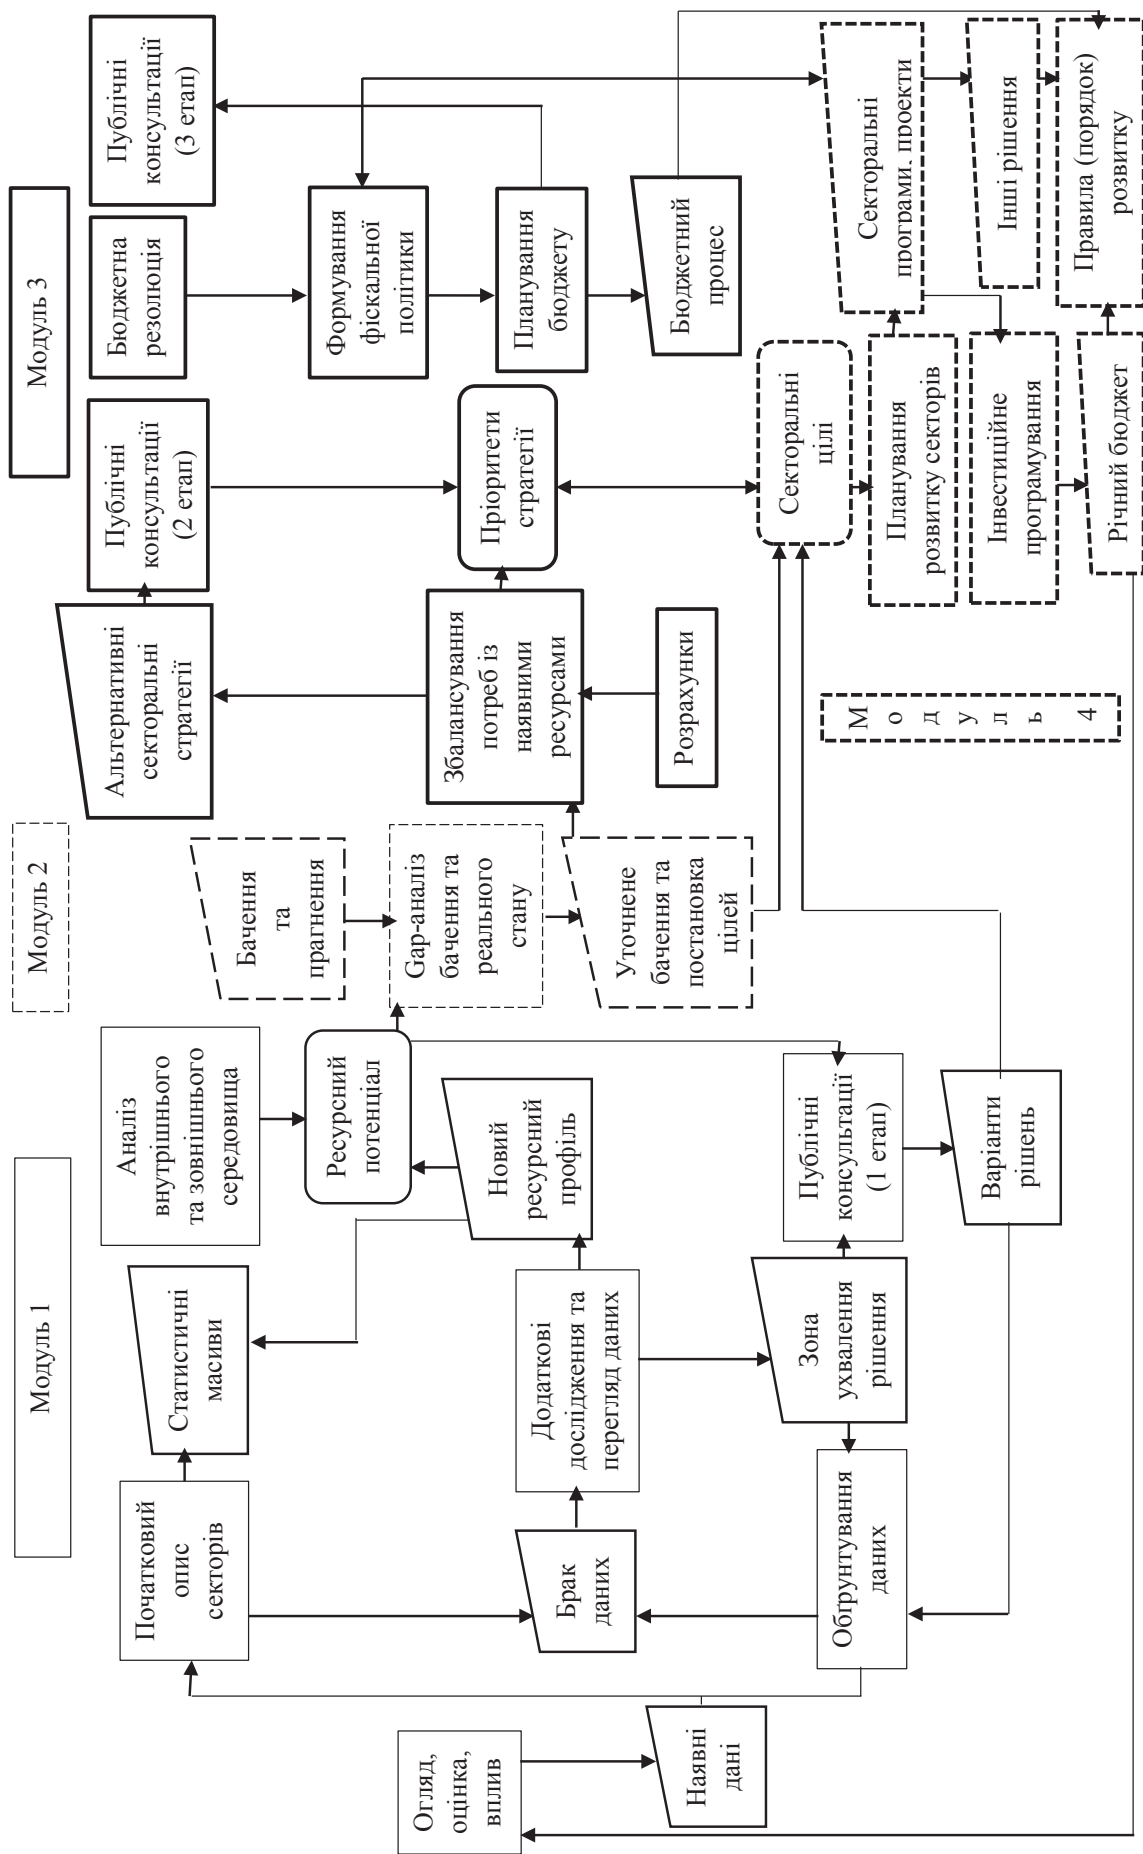 Модуль 1
Модуль 2
Модуль 3
Огляд,
оцінка,
вплив
Наявні
дані
Початковий
опис
секторів
Статистичні
масиви
Аналіз
внутрішнього
та зовнішнього
середовища
Ресурсний
потенціал
Новий
ресурсний
профіль
Брак
даних
Додаткові
дослідження та
перегляд даних
Обґрунтування
даних
Зона
ухвалення
рішення
Публічні
консультації
(1 етап)
Варіанти
рішень
Бачення
та
прагнення
Gap-аналіз
бачення та
реального
стану
Уточнене
бачення та
постановка
цілей
Альтернативні
секторальні
стратегії
Публічні
консультації
(2 етап)
Збалансування
потреб із
наявними
ресурсами
Пріоритети
стратегії
Розрахунки
Бюджетна
резолюція
Публічні
консультації
(3 етап)
Формування
фіскальної
політики
Планування
бюджету
Бюджетний
процес
М
о
д
у
л
ь
4
Секторальні
цілі
Планування
розвитку секторів
Секторальні
програми, проекти
Інвестиційне
програмування
Інші рішення
Річний бюджет
Правила (порядок)
розвитку